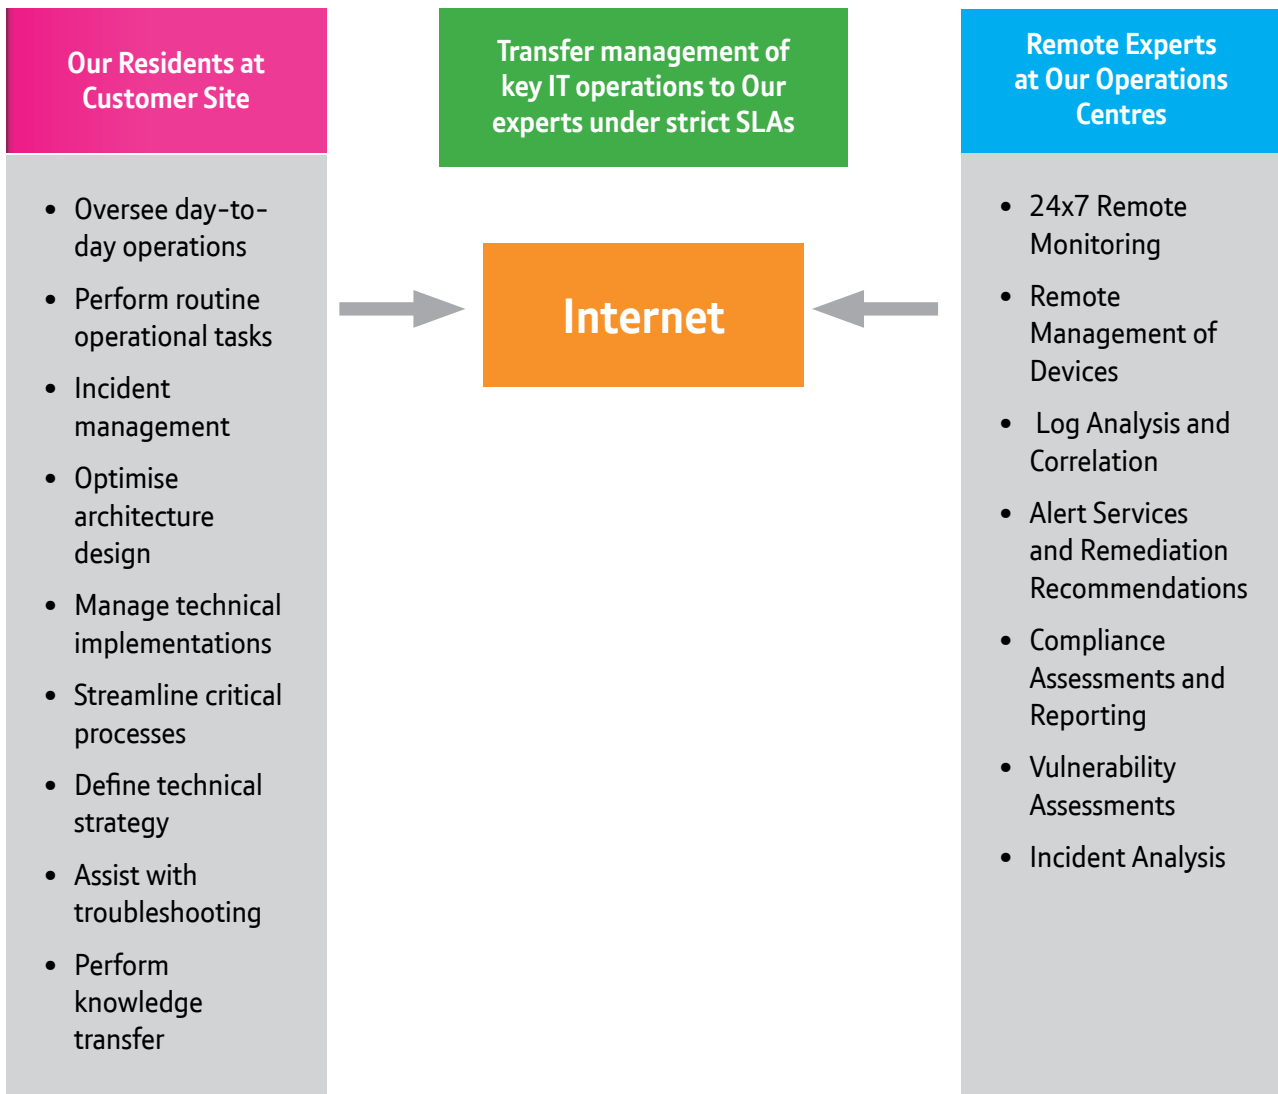 Our Residents at
Customer Site
• Oversee day-to-
day operations
• Perform routine
operational tasks
• Incident
management
• Optimise
architecture
design
• Manage technical
implementations
• Streamline critical
processes
• Define technical
strategy
• Assist with
troubleshooting
• Perform
knowledge
transfer
Transfer management of
key IT operations to Our
experts under strict SLAs
Internet
Remote Experts
at Our Operations
Centres
• 24x7 Remote
Monitoring
• Remote
Management of
Devices
• Log Analysis and
Correlation
• Alert Services
and Remediation
Recommendations
• Compliance
Assessments and
Reporting
• Vulnerability
Assessments
• Incident Analysis